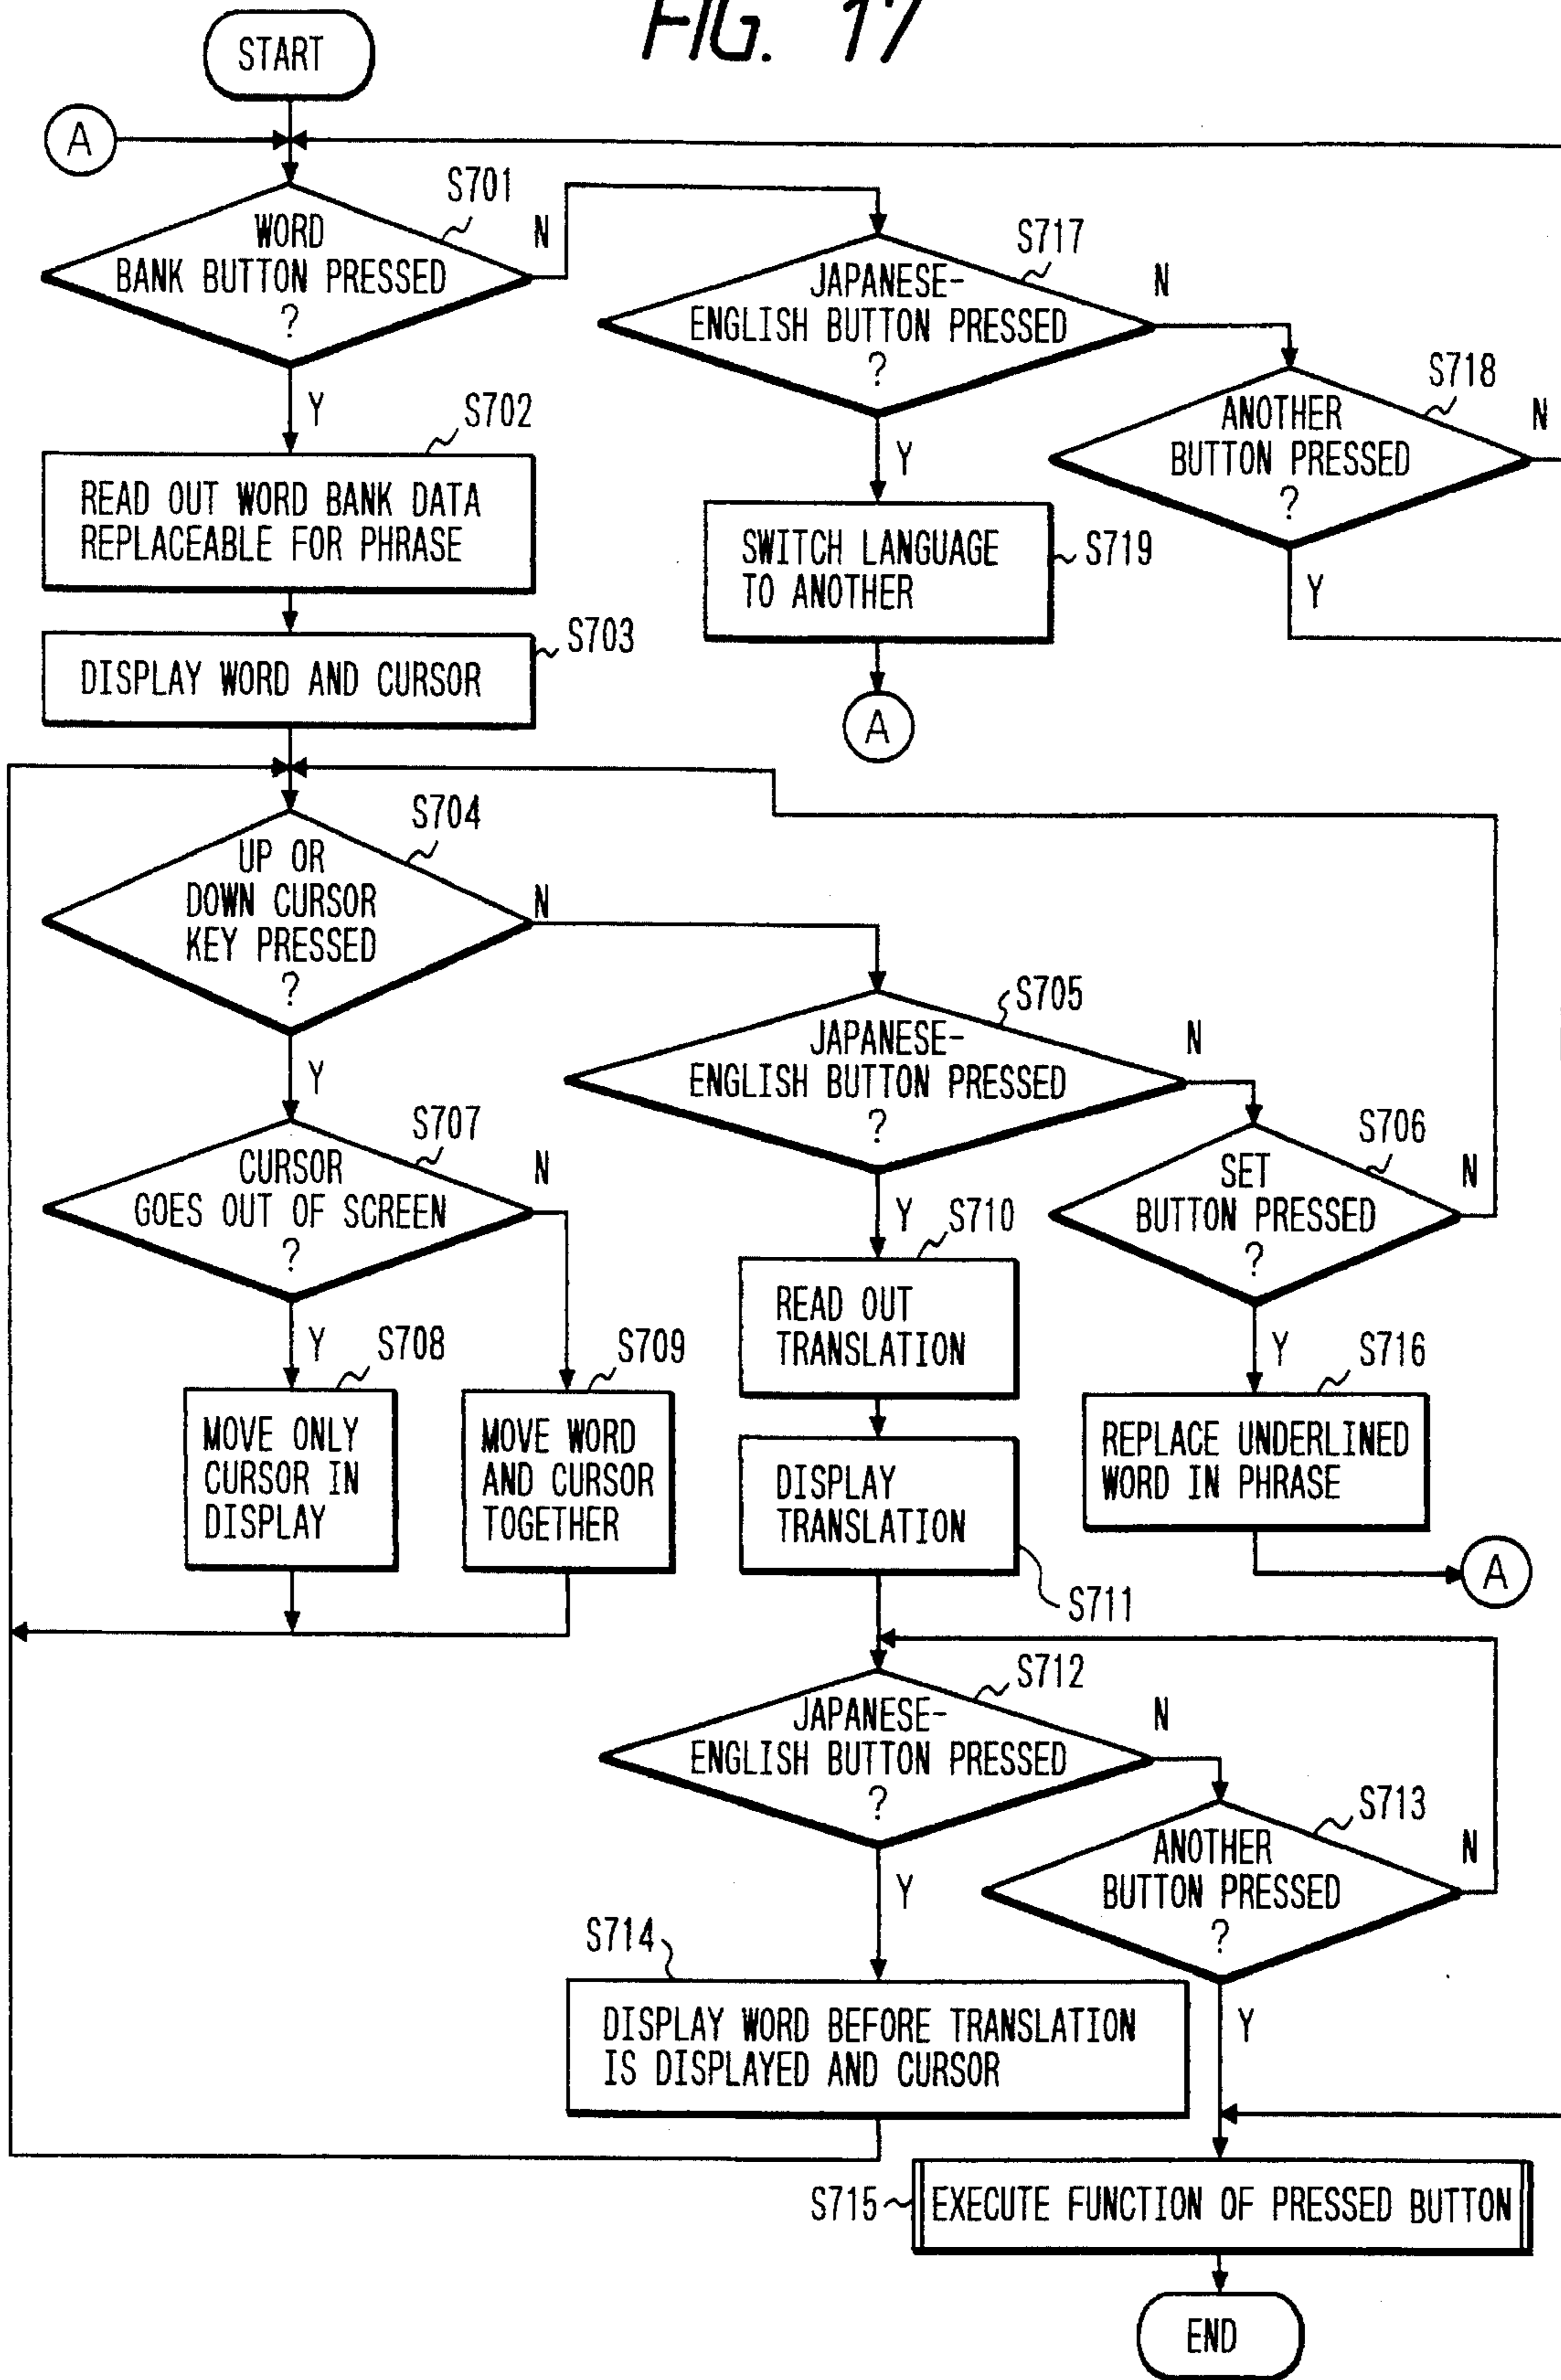 FIG. 17
START
A
S701
WORD
BANK BUTTON PRESSED
?
N
Y
S717
JAPANESE-
ENGLISH BUTTON PRESSED
?
N
Y
S718
ANOTHER
BUTTON PRESSED
?
N
Y
S702
READ OUT WORD BANK DATA
REPLACEABLE FOR PHRASE
S719
SWITCH LANGUAGE
TO ANOTHER
A
S703
DISPLAY WORD AND CURSOR
S704
UP OR
DOWN CURSOR
KEY PRESSED
?
N
Y
S705
JAPANESE-
ENGLISH BUTTON PRESSED
?
N
Y
S706
SET
BUTTON PRESSED
?
N
Y
S707
CURSOR
GOES OUT OF SCREEN
?
N
Y
S708
MOVE ONLY
CURSOR IN
DISPLAY
S709
MOVE WORD
AND CURSOR
TOGETHER
S710
READ OUT
TRANSLATION
DISPLAY
TRANSLATION
S711
S716
REPLACE UNDERLINED
WORD IN PHRASE
A
S712
JAPANESE-
ENGLISH BUTTON PRESSED
?
N
Y
S713
ANOTHER
BUTTON PRESSED
?
N
Y
S714
DISPLAY WORD BEFORE TRANSLATION
IS DISPLAYED AND CURSOR
S715
EXECUTE FUNCTION OF PRESSED BUTTON
END